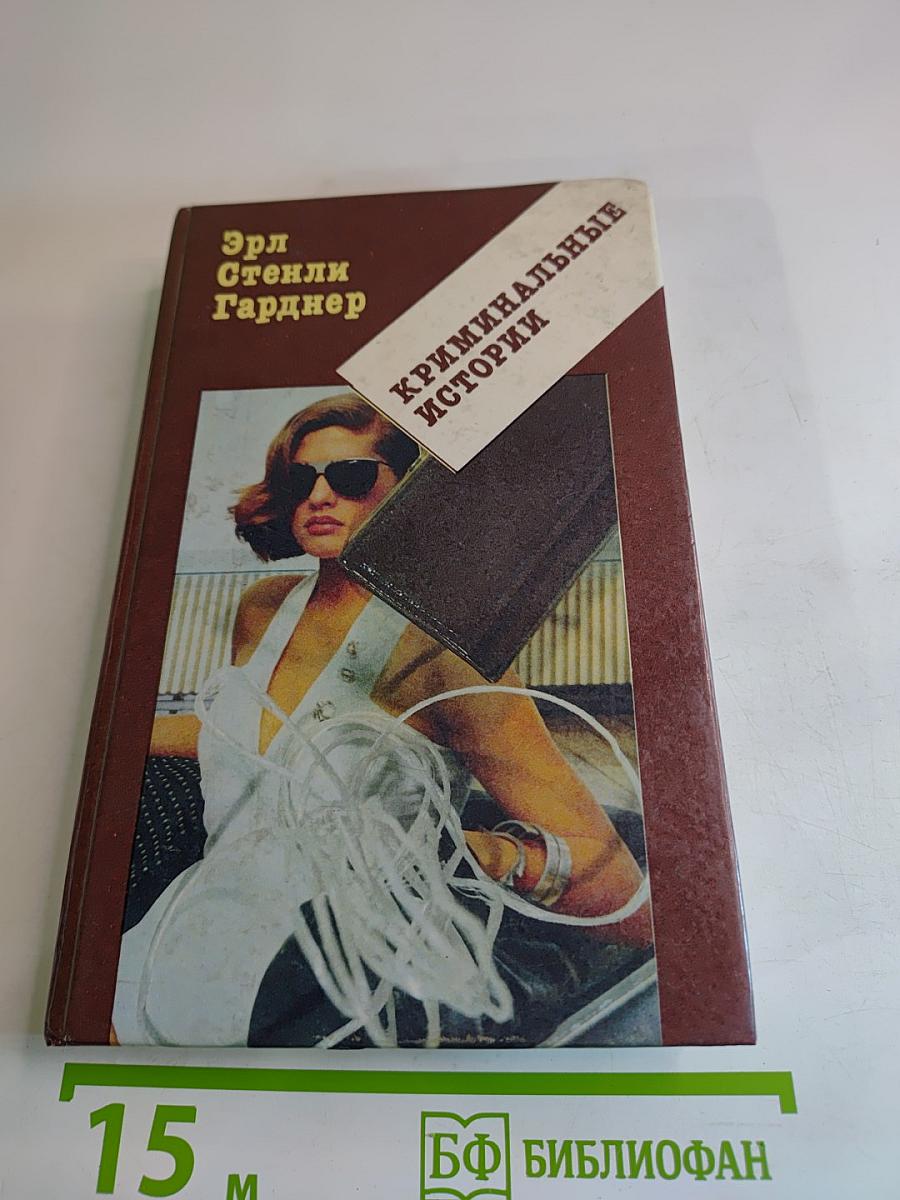 Эрл
Стенли
Гарднер
КРИМИНАЛЬНЫЕ
ИСТОРИИ
15 м
БФ БИБЛИОФАН